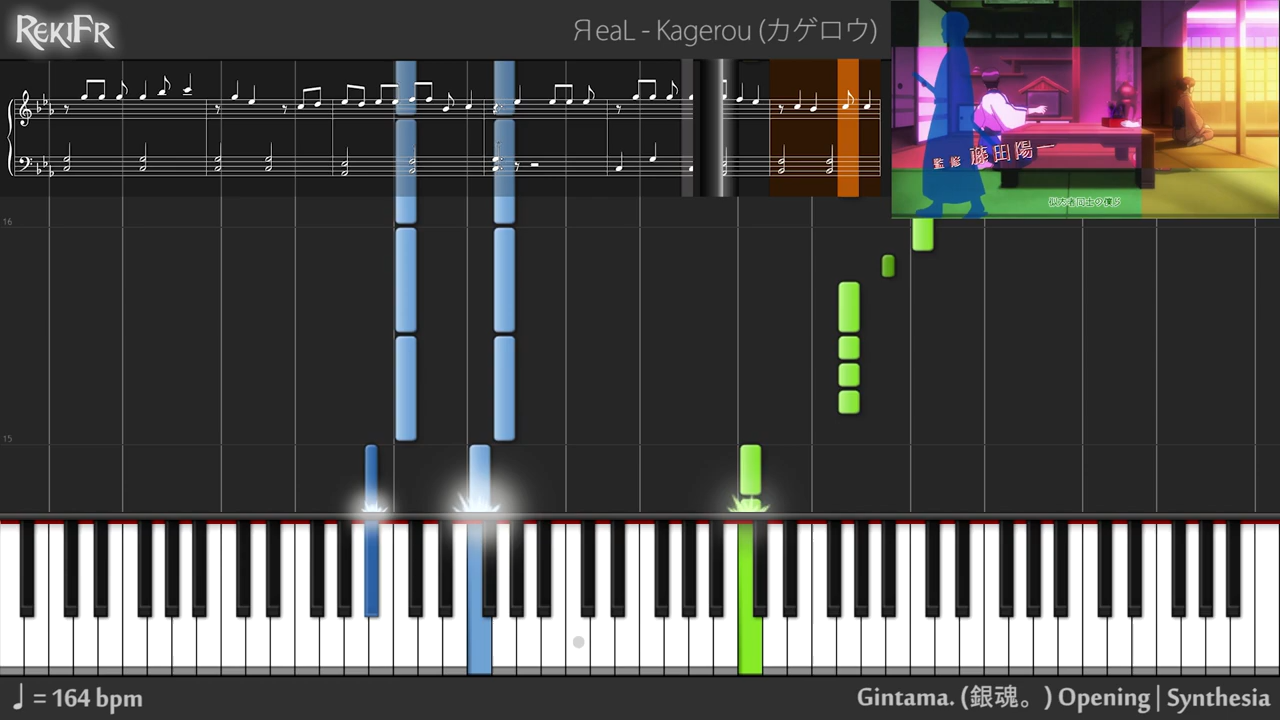 REKIFR
ЯeaL - Kagerou (カゲロウ)
監 修 藤田陽一
16
15
♩ = 164 bpm
Gintama. (銀魂。) Opening | Synthesia